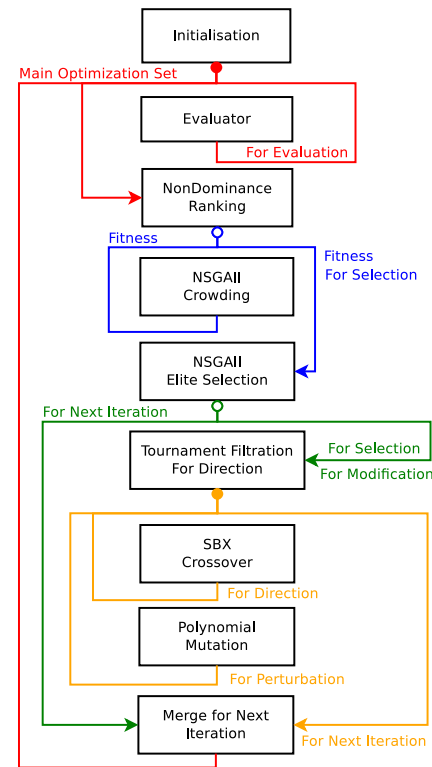 Initialisation
Main Optimization Set
Evaluator
For Evaluation
NonDominance
Ranking
Fitness
Fitness
For Selection
NSGAII
Crowding
NSGAII
Elite Selection
For Next Iteration
Tournament Filtration
For Direction
For Selection
For Modification
SBX
Crossover
For Direction
Polynomial
Mutation
For Perturbation
Merge for Next
Iteration
For Next Iteration